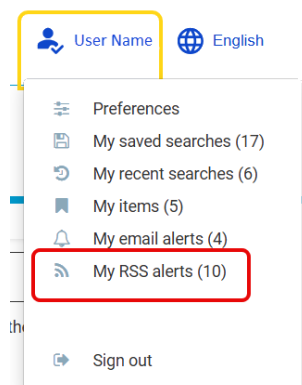 User Name
English
Preferences
My saved searches (17)
My recent searches (6)
My items (5)
My email alerts (4)
My RSS alerts (10)
Sign out